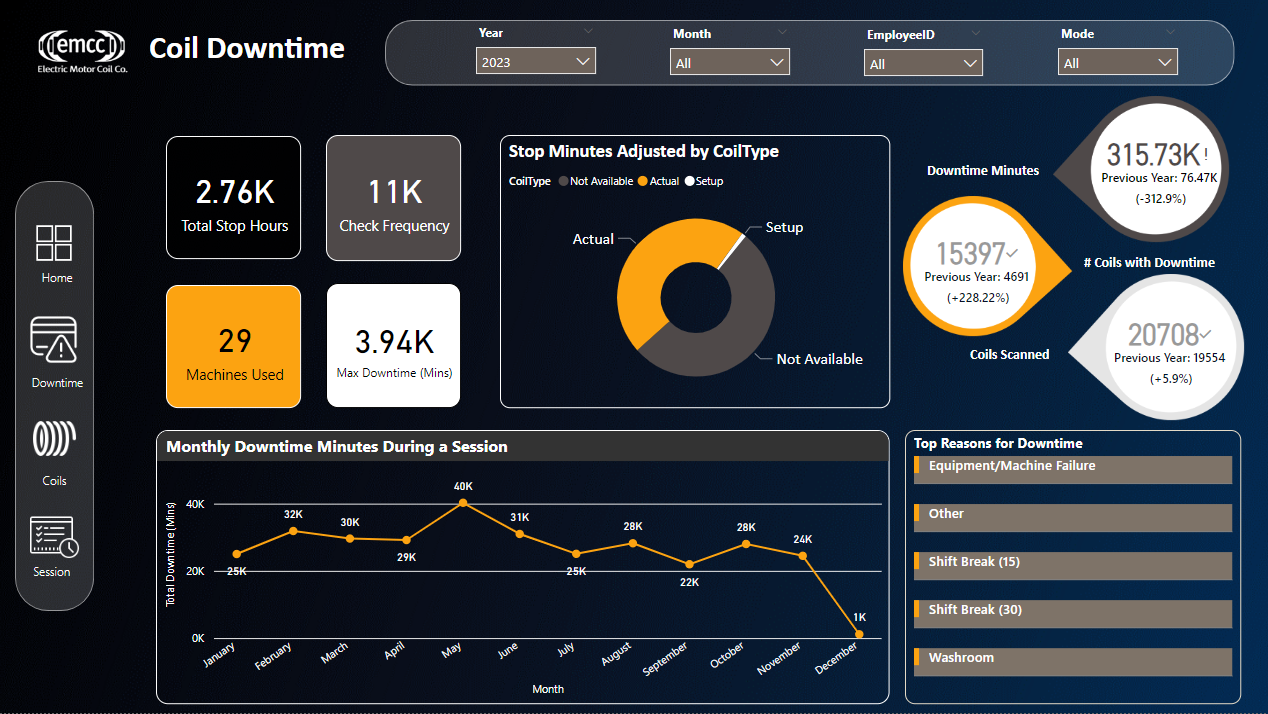 emcc
Electric Motor Coil Co.
Coil Downtime
Year
2023
Month
All
EmployeeID
All
Mode
All
Home
Downtime
Coils
Session
2.76K
Total Stop Hours
11K
Check Frequency
29
Machines Used
3.94K
Max Downtime (Mins)
Stop Minutes Adjusted by CoilType
CoilType Not Available Actual Setup
Actual
Setup
Not Available
Downtime Minutes
315.73K!
Previous Year: 76.47K
(-312.9%)
15397
Previous Year: 4691
(+228.22%)
# Coils with Downtime
Coils Scanned
20708
Previous Year: 19554
(+5.9%)
Monthly Downtime Minutes During a Session
Total Downtime (Mins)
40K
20K
0K
25K
32K
30K
29K
40K
31K
25K
28K
22K
28K
24K
1K
January
February
March
April
May
June
July
August
September
October
November
December
Month
Top Reasons for Downtime
Equipment/Machine Failure
Other
Shift Break (15)
Shift Break (30)
Washroom